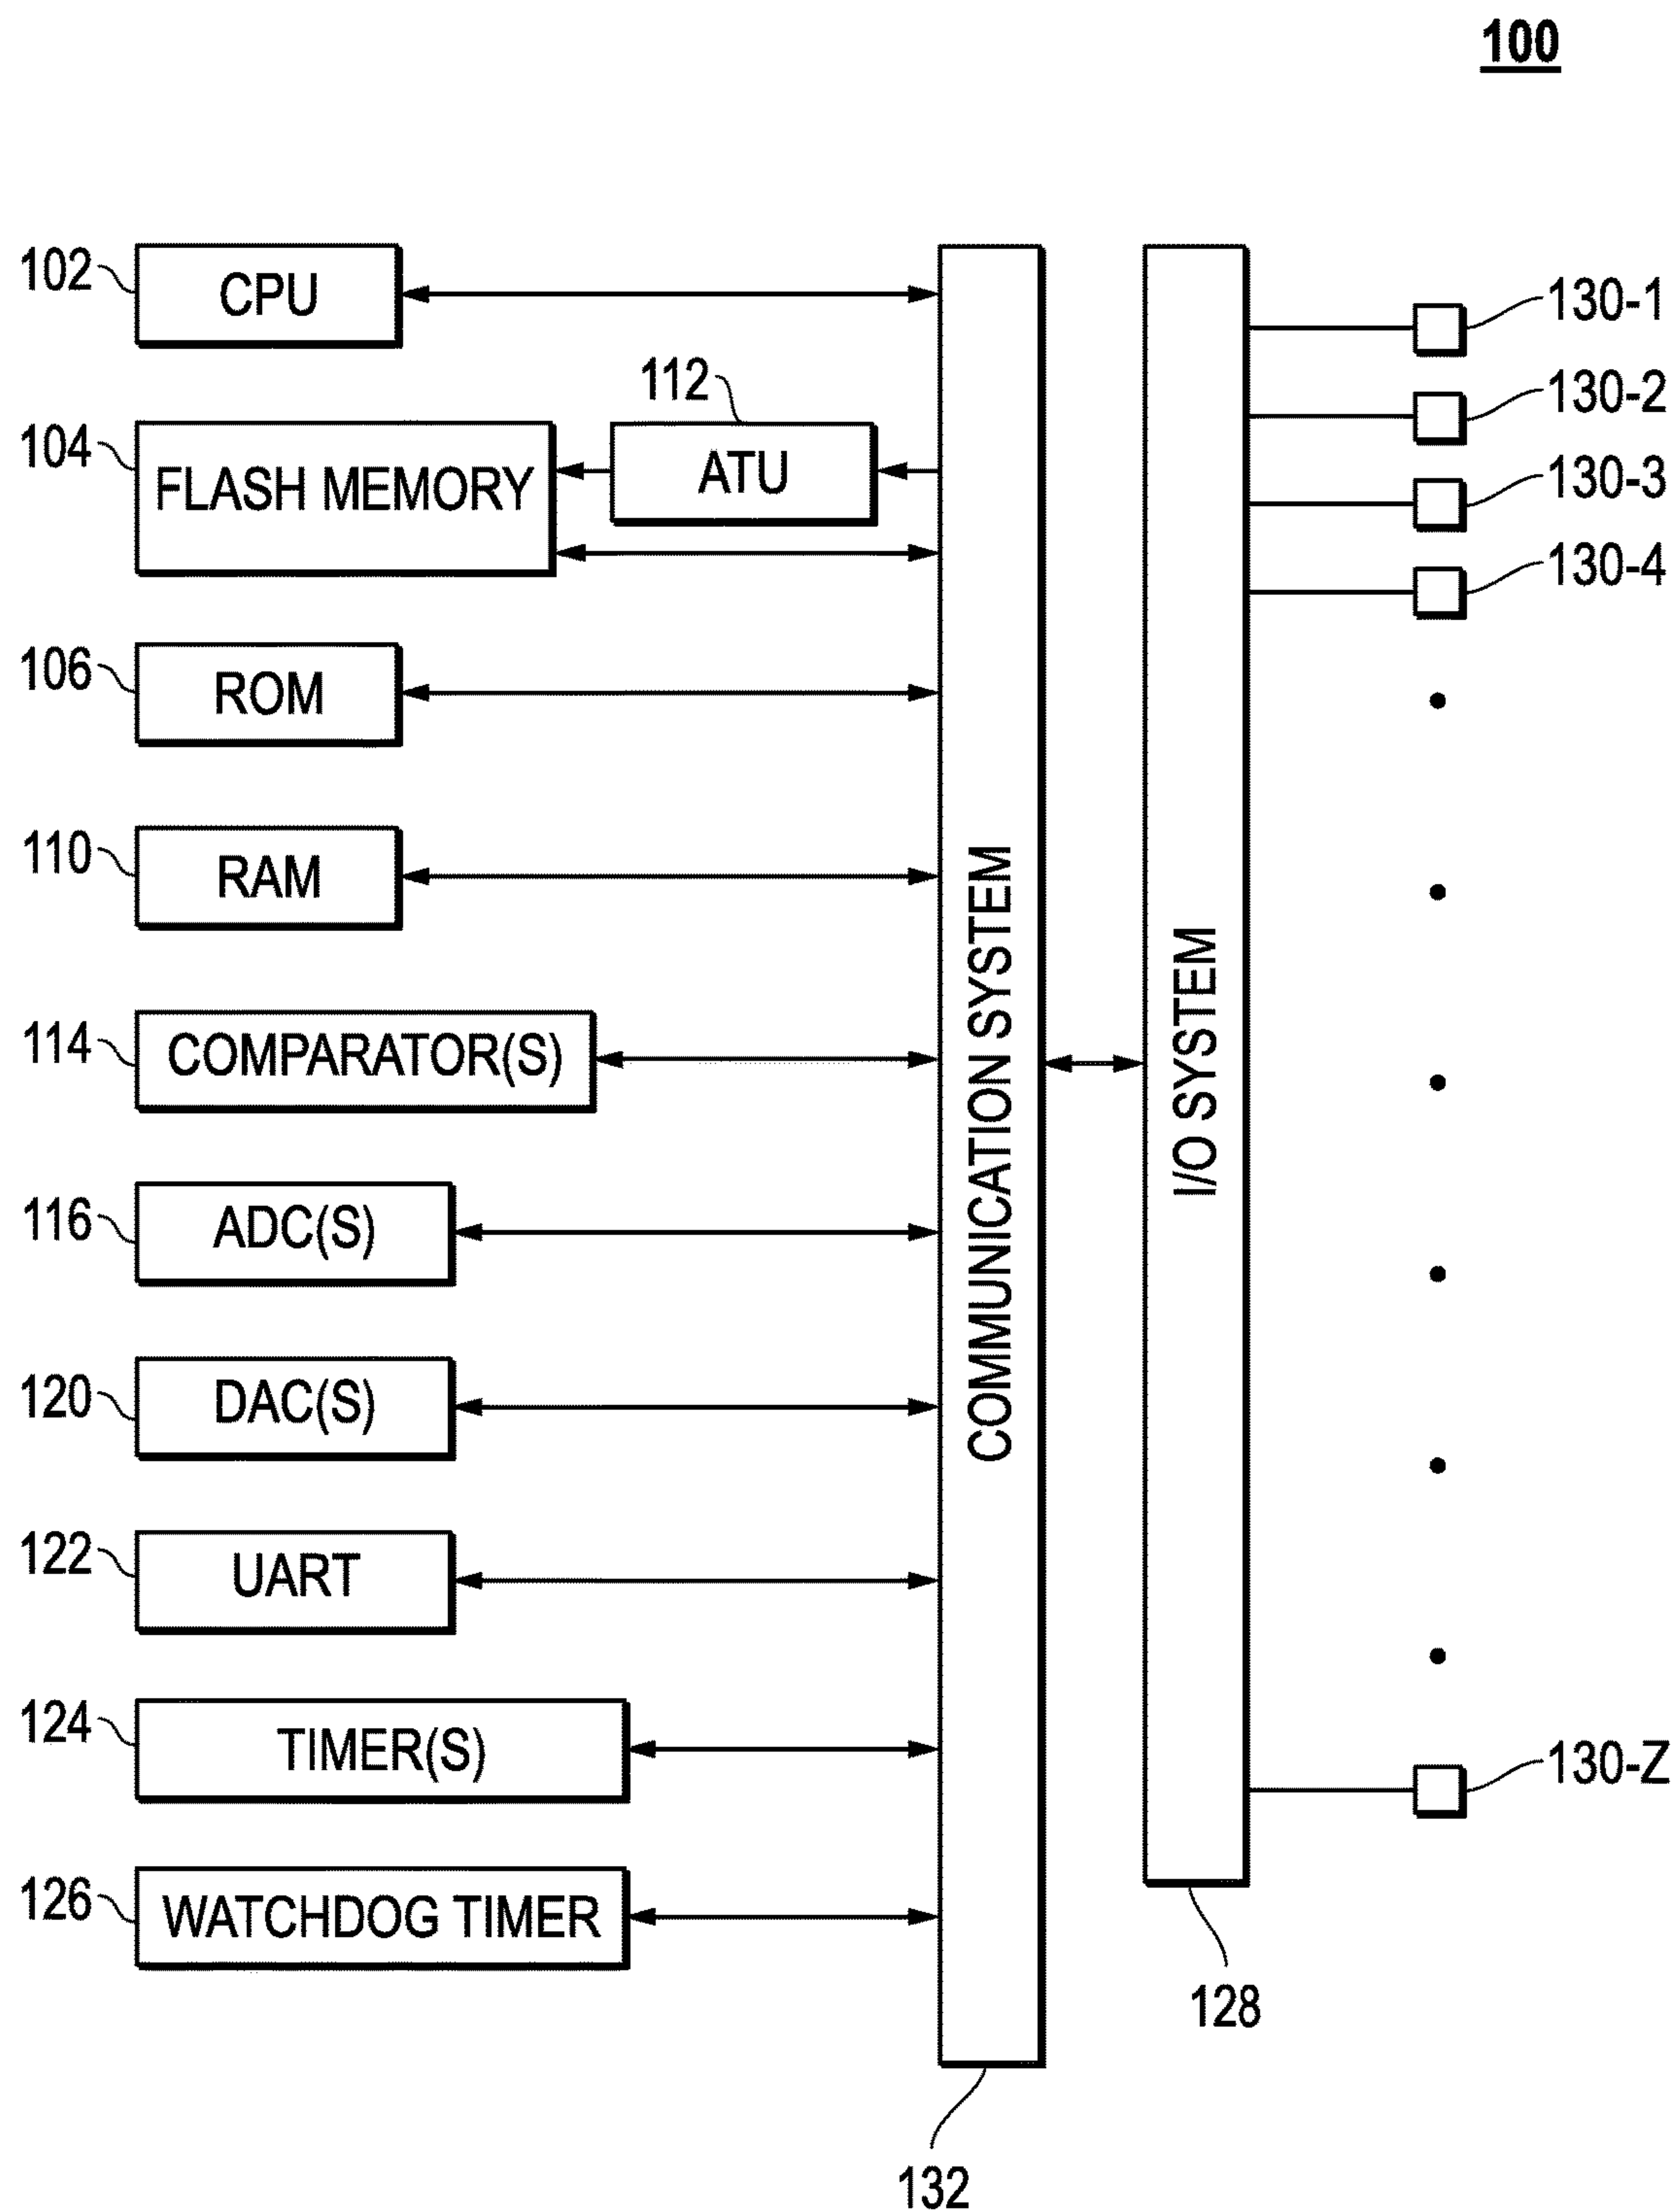 100
102
CPU
130-1
112
130-2
104
FLASH MEMORY
ATU
130-3
130-4
106
ROM
110
RAM
COMMUNICATION SYSTEM
I/O SYSTEM
114
COMPARATOR(S)
116
ADC(S)
120
DAC(S)
122
UART
124
TIMER(S)
130-Z
126
WATCHDOG TIMER
128
132